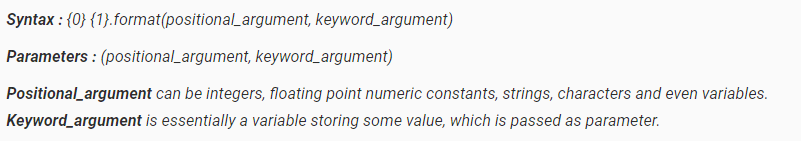 Syntax : {0} {1}.format(positional_argument, keyword_argument)
Parameters : (positional_argument, keyword_argument)
Positional_argument can be integers, floating point numeric constants, strings, characters and even variables.
Keyword_argument is essentially a variable storing some value, which is passed as parameter.